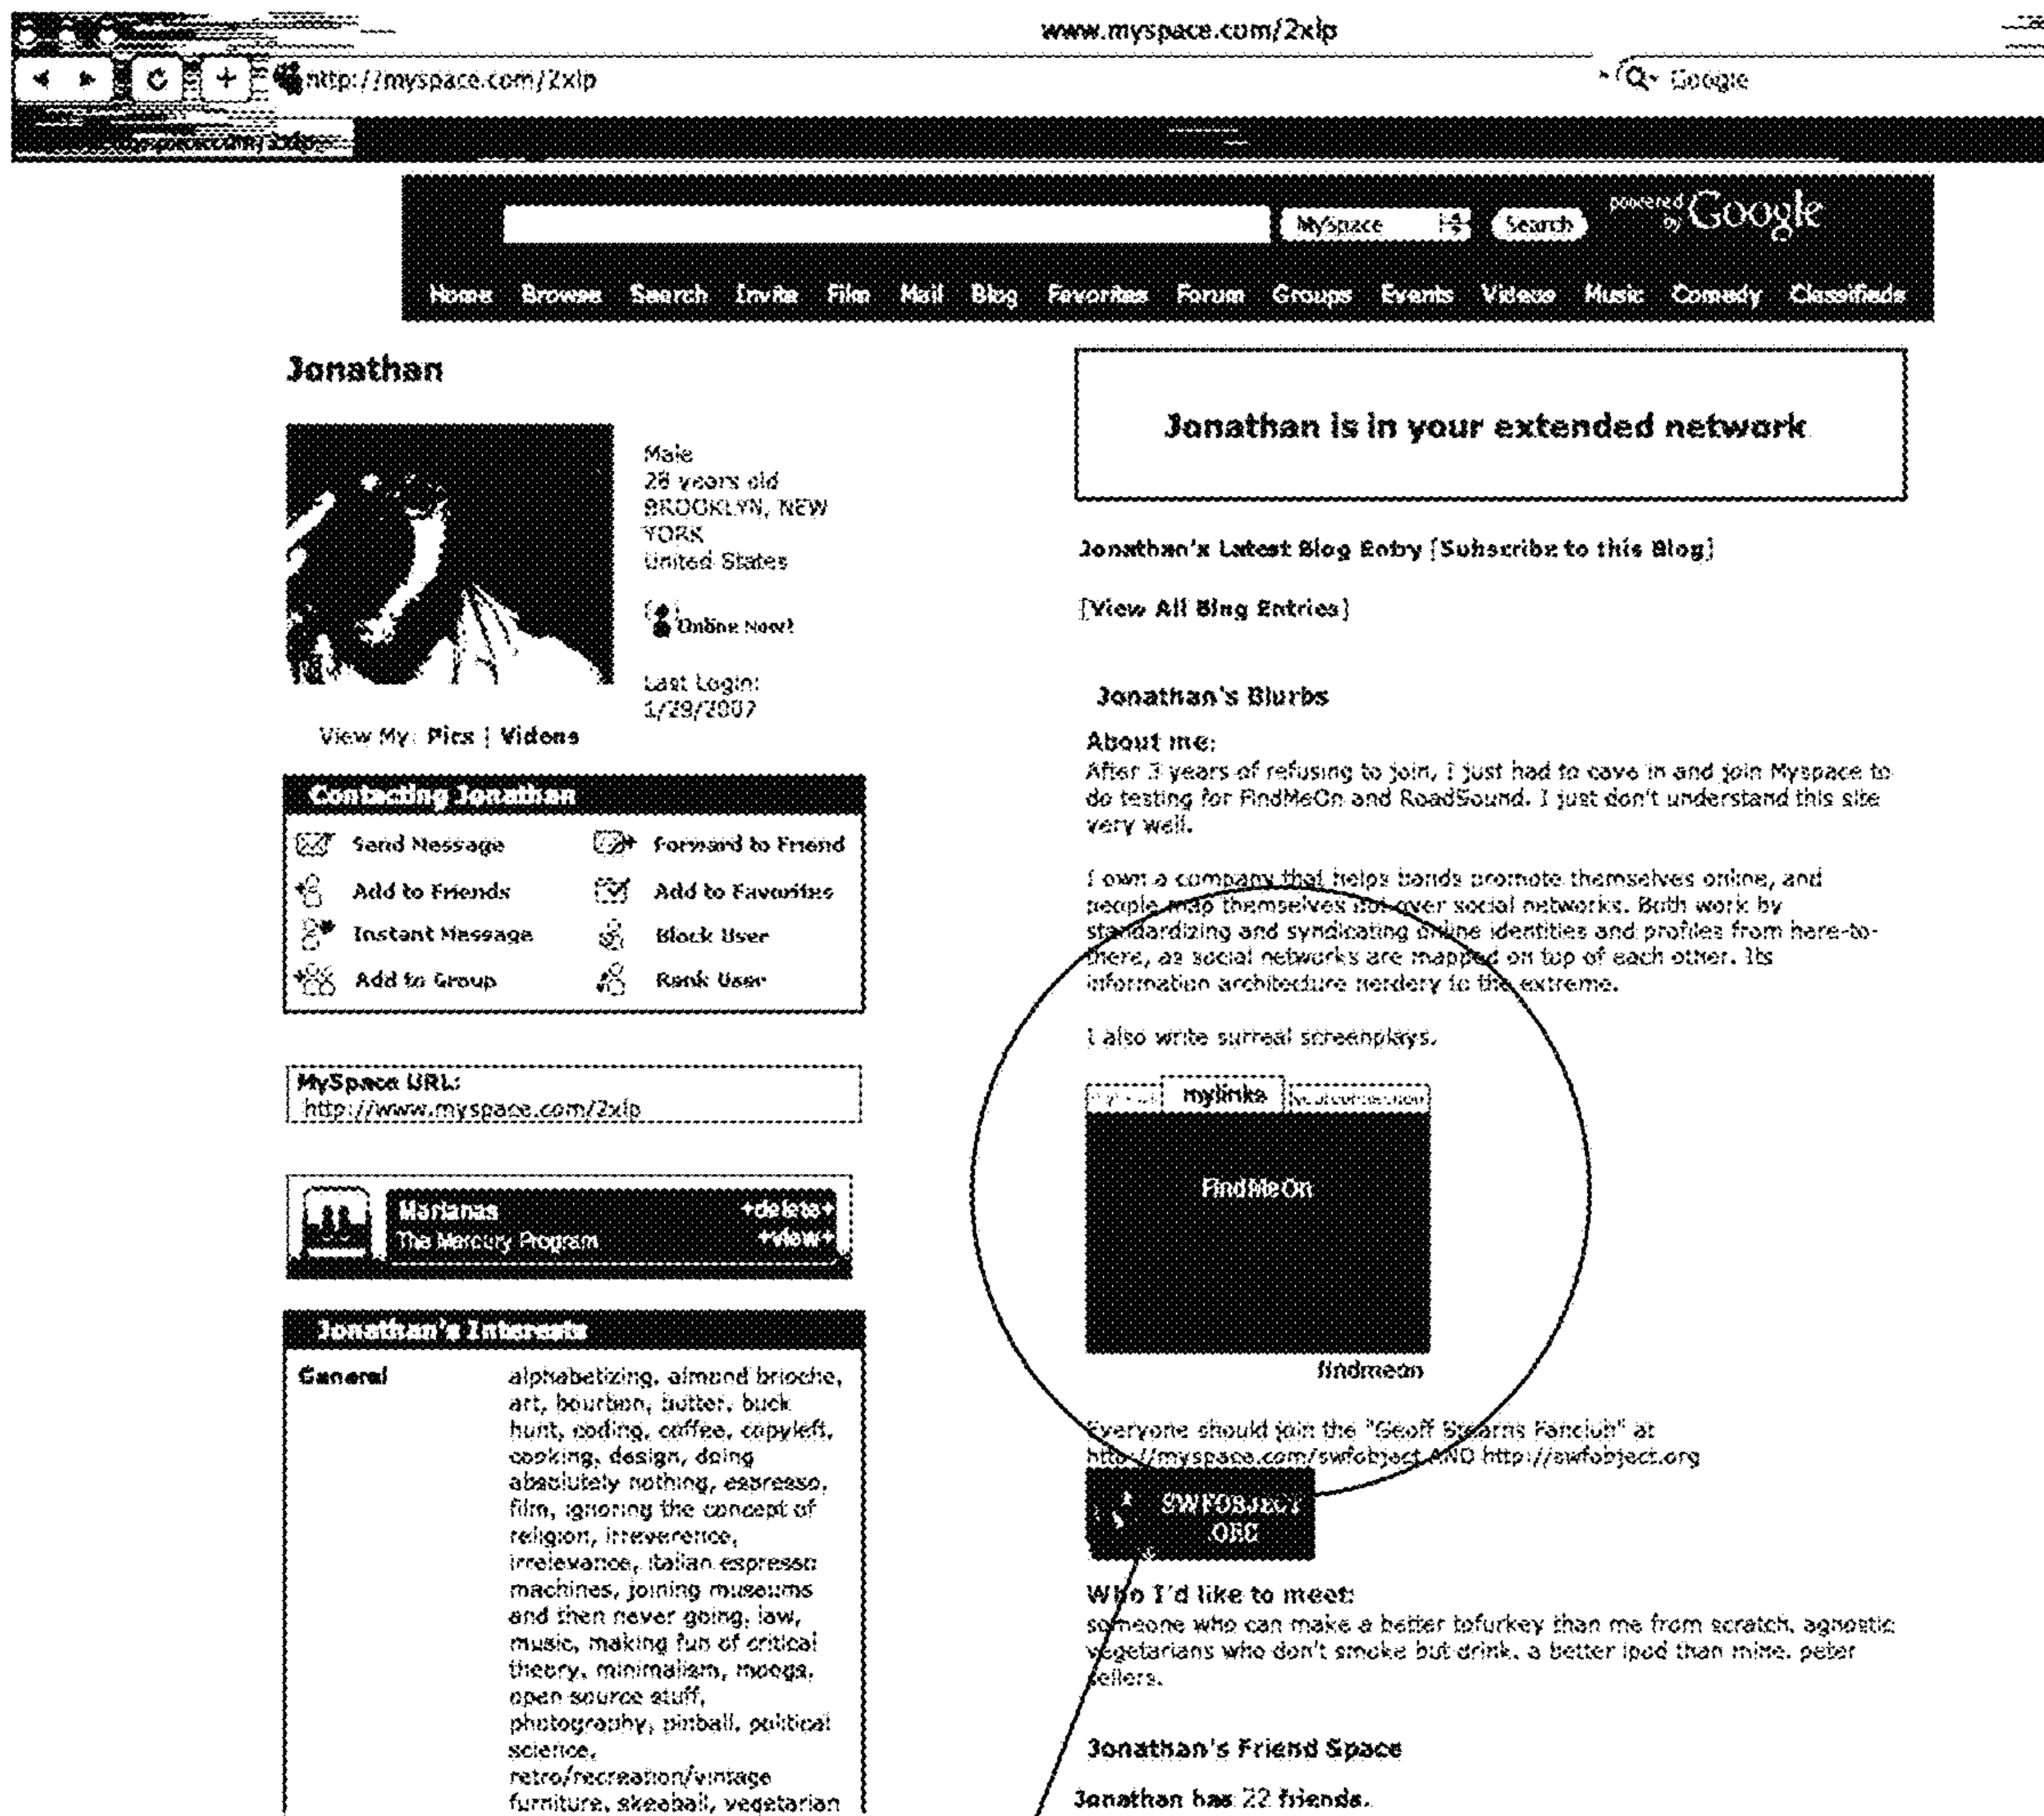 www.myspace.com/2xlp
http://myspace.com/2xlp
Google
myspace.com/2xlp
MySpace
Search
powered by Google
Home Browse Search Invite Film Mail Blog Favorites Forum Groups Events Videos Music Comedy Classifieds
Jonathan
Male
28 years old
BROOKLYN, NEW
YORK
United States
Online Now!
Last Login:
1/29/2007
View My: Pics | Videos
Contacting Jonathan
Send Message Forward to Friend
Add to Friends Add to Favorites
Instant Message Block User
Add to Group Rank User
MySpace URL:
http://www.myspace.com/2xlp
Marianas +delete+
The Mercury Program +view+
Jonathan's Interests
General
alphabetizing, almond brioche,
art, bourbon, butter, buck
hunt, coding, coffee, copyleft,
cooking, design, doing
absolutely nothing, espresso,
film, ignoring the concept of
religion, irreverence,
irrelevance, italian espresso
machines, joining museums
and then never going, law,
music, making fun of critical
theory, minimalism, moogs,
open source stuff,
photography, pinball, political
science,
retro/recreation/vintage
furniture, skeeball, vegetarian
Jonathan is in your extended network
Jonathan's Latest Blog Entry [Subscribe to this Blog]
[View All Blog Entries]
Jonathan's Blurbs
About me:
After 3 years of refusing to join, I just had to cave in and join Myspace to
do testing for FindMeOn and RoadSound. I just don't understand this site
very well.
I own a company that helps bands promote themselves online, and
people map themselves out over social networks. Both work by
standardizing and syndicating online identities and profiles from here-to-
there, as social networks are mapped on top of each other. Its
information architecture nerdery to the extreme.
I also write surreal screenplays.
mylinks
FindMeOn
findmeon
Everyone should join the "Geoff Stearns Fanclub" at
http://myspace.com/swfobject AND http://swfobject.org
SWFOBJECT
.ORG
Who I'd like to meet:
someone who can make a better tofurkey than me from scratch. agnostic
vegetarians who don't smoke but drink. a better ipod than mine. peter
sellers.
Jonathan's Friend Space
Jonathan has 22 friends.